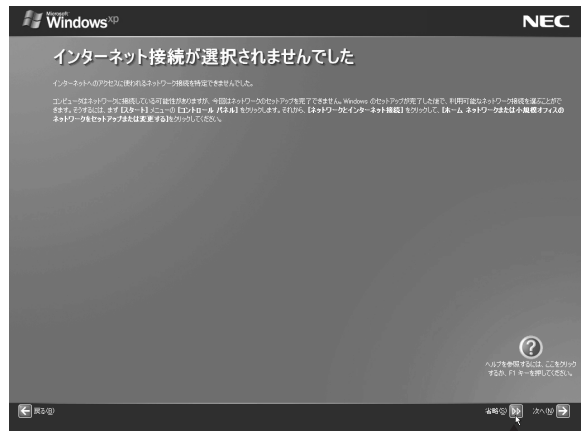 Microsoft
Windows xp
NEC
インターネット接続が選択されませんでした
インターネットへのアクセスに使われるネットワーク接続を特定できませんでした。
コンピュータはネットワークに接続している可能性がありますが、今回はネットワークのセットアップを完了できません。Windows のセットアップが完了したあとで、利用可能なネットワーク接続を選ぶことがで
きます。そうするには、まず [スタート] メニューの [コントロール パネル] をクリックします。それから、[ネットワークとインターネット接続] をクリックして、[ホーム ネットワークまたは小規模オフィスの
ネットワークをセットアップまたは変更する] をクリックしてください。
ヘルプを参照するには、ここをクリック
するか、F1 キーを押してください。
戻る(B)
省略(S)
次へ(N)